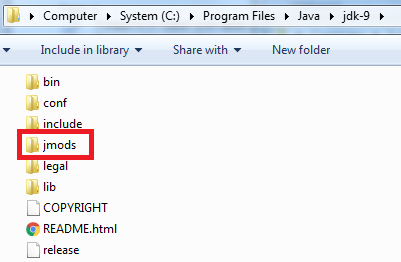 Computer System (C:) Program Files Java jdk-9
Include in library Share with New folder
bin
conf
include
jmods
legal
lib
COPYRIGHT
README.html
release